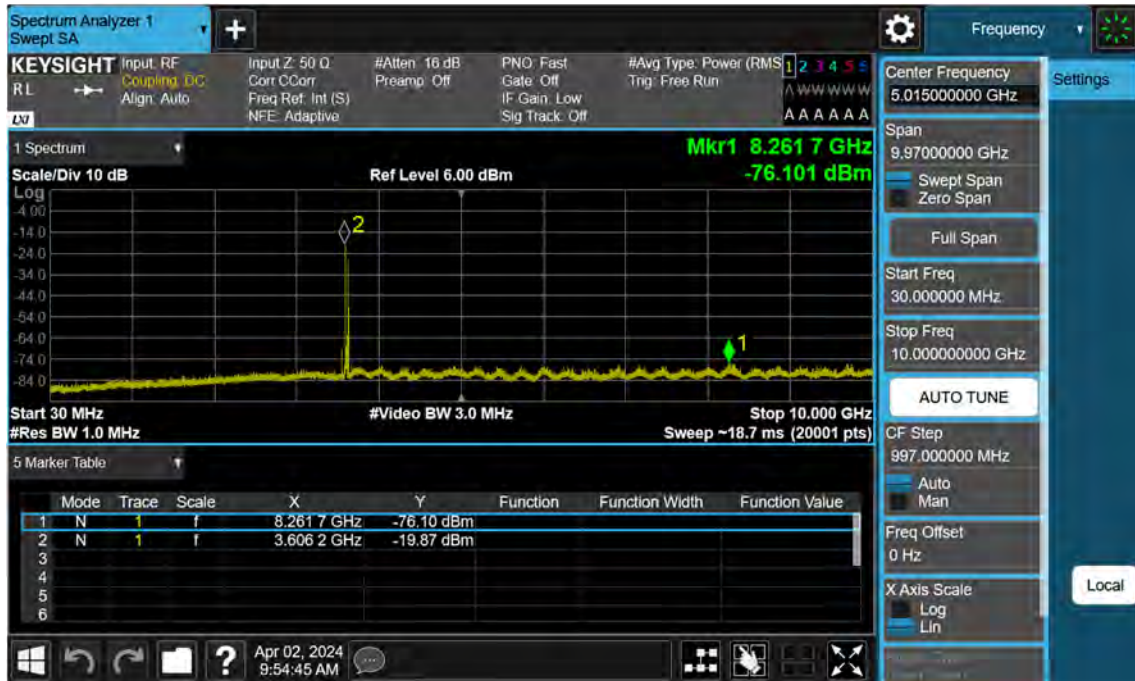 Spectrum Analyzer 1
Swept SA
+
Frequency
KEYSIGHT
RL
LXI
Input: RF
Coupling: DC
Align: Auto
Input Z: 50 Ω
Corr CCorr
Freq Ref: Int (S)
NFE: Adaptive
#Atten: 16 dB
Preamp: Off
PNO: Fast
Gate: Off
IF Gain: Low
Sig Track: Off
#Avg Type: Power (RMS
Trig: Free Run
1 2 3 4 5 6
A W W W W W
A A A A A A
Center Frequency
5.015000000 GHz
Settings
1 Spectrum
Mkr1 8.261 7 GHz
-76.101 dBm
Scale/Div 10 dB
Ref Level 6.00 dBm
Log
-4.00
-14.0
-24.0
-34.0
-44.0
-54.0
-64.0
-74.0
-84.0
2
1
Start 30 MHz
#Video BW 3.0 MHz
Stop 10.000 GHz
#Res BW 1.0 MHz
Sweep ~18.7 ms (20001 pts)
Span
9.97000000 GHz
Swept Span
Zero Span
Full Span
Start Freq
30.000000 MHz
Stop Freq
10.000000000 GHz
AUTO TUNE
CF Step
997.000000 MHz
Auto
Man
Freq Offset
0 Hz
X Axis Scale
Log
Lin
Local
5 Marker Table
Mode Trace Scale X Y Function Function Width Function Value
1 N 1 f 8.261 7 GHz -76.10 dBm
2 N 1 f 3.606 2 GHz -19.87 dBm
3
4
5
6
?
Apr 02, 2024
9:54:45 AM